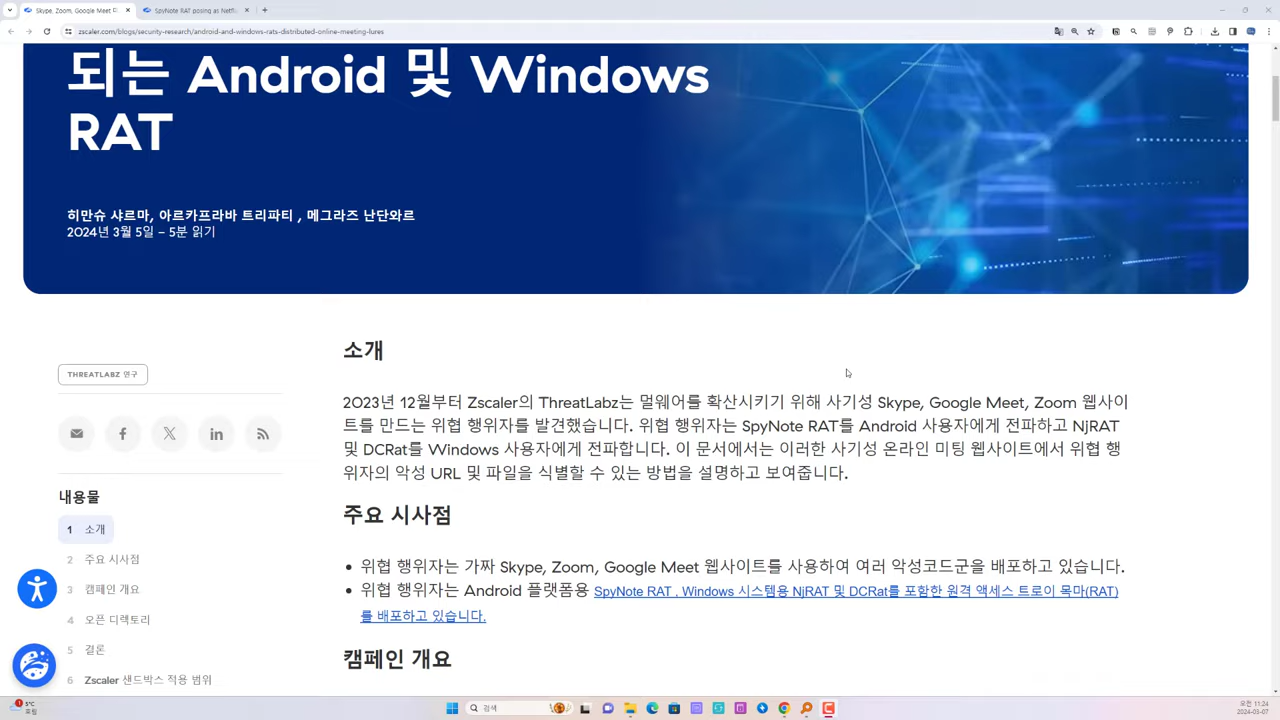 Skype, Zoom, Google Meet
SpyNote RAT posing as Netfl
zscaler.com/blogs/security-research/android-and-windows-rats-distributed-online-meeting-lures
되는 Android 및 Windows
RAT
히만슈 샤르마, 아르카프라바 트리파티 , 메그라즈 난단와르
2024년 3월 5일 – 5분 읽기
THREATLABZ 연구
내용물
1 소개
2 주요 시사점
3 캠페인 개요
4 오픈 디렉토리
5 결론
6 Zscaler 샌드박스 적용 범위
소개
2023년 12월부터 Zscaler의 ThreatLabz는 멀웨어를 확산시키기 위해 사기성 Skype, Google Meet, Zoom 웹사이
트를 만드는 위협 행위자를 발견했습니다. 위협 행위자는 SpyNote RAT를 Android 사용자에게 전파하고 NjRAT
및 DCRat를 Windows 사용자에게 전파합니다. 이 문서에서는 이러한 사기성 온라인 미팅 웹사이트에서 위협 행
위자의 악성 URL 및 파일을 식별할 수 있는 방법을 설명하고 보여줍니다.
주요 시사점
위협 행위자는 가짜 Skype, Zoom, Google Meet 웹사이트를 사용하여 여러 악성코드군을 배포하고 있습니다.
위협 행위자는 Android 플랫폼용 SpyNote RAT , Windows 시스템용 NjRAT 및 DCRat를 포함한 원격 액세스 트로이 목마(RAT)
를 배포하고 있습니다.
캠페인 개요
5°C
흐림
검색
오전 11:24
2024-03-07